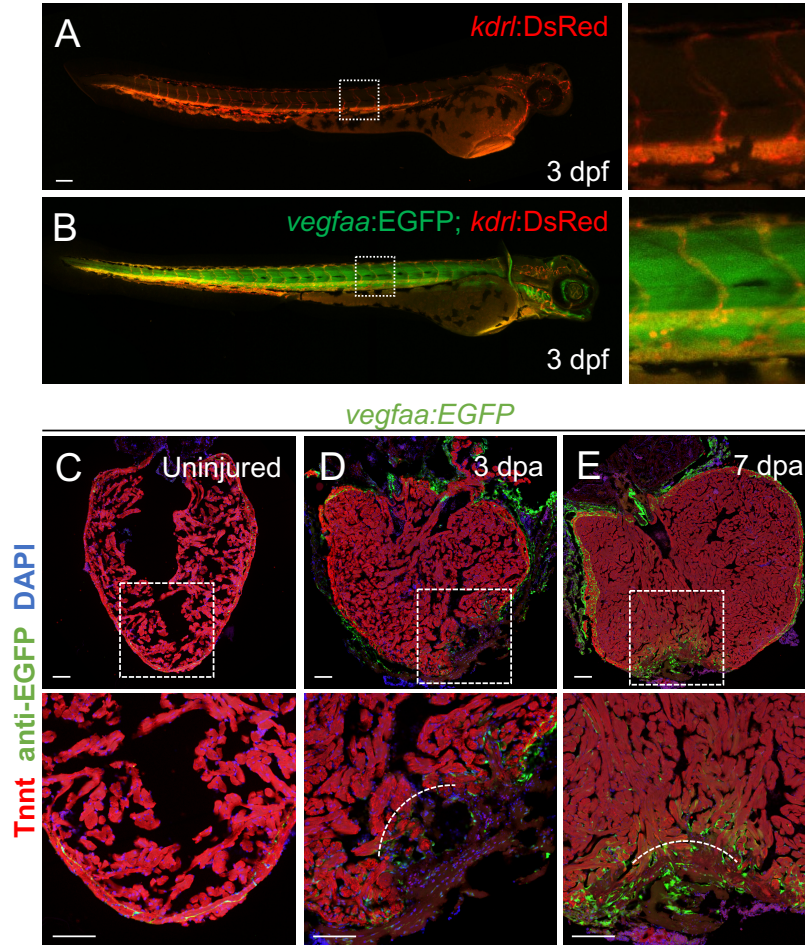 A
kdrl:DsRed
3 dpf
B
vegfaa:EGFP; kdrl:DsRed
3 dpf
vegfaa:EGFP
C
Uninjured
D
3 dpa
E
7 dpa
Tnnt anti-EGFP DAPI